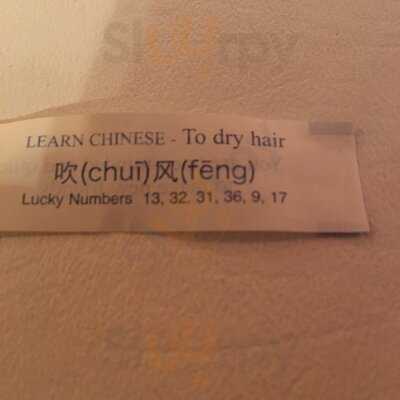 LEARN CHINESE - To dry hair
吹(chuī)风(fēng)
Lucky Numbers 13, 32. 31, 36, 9, 17